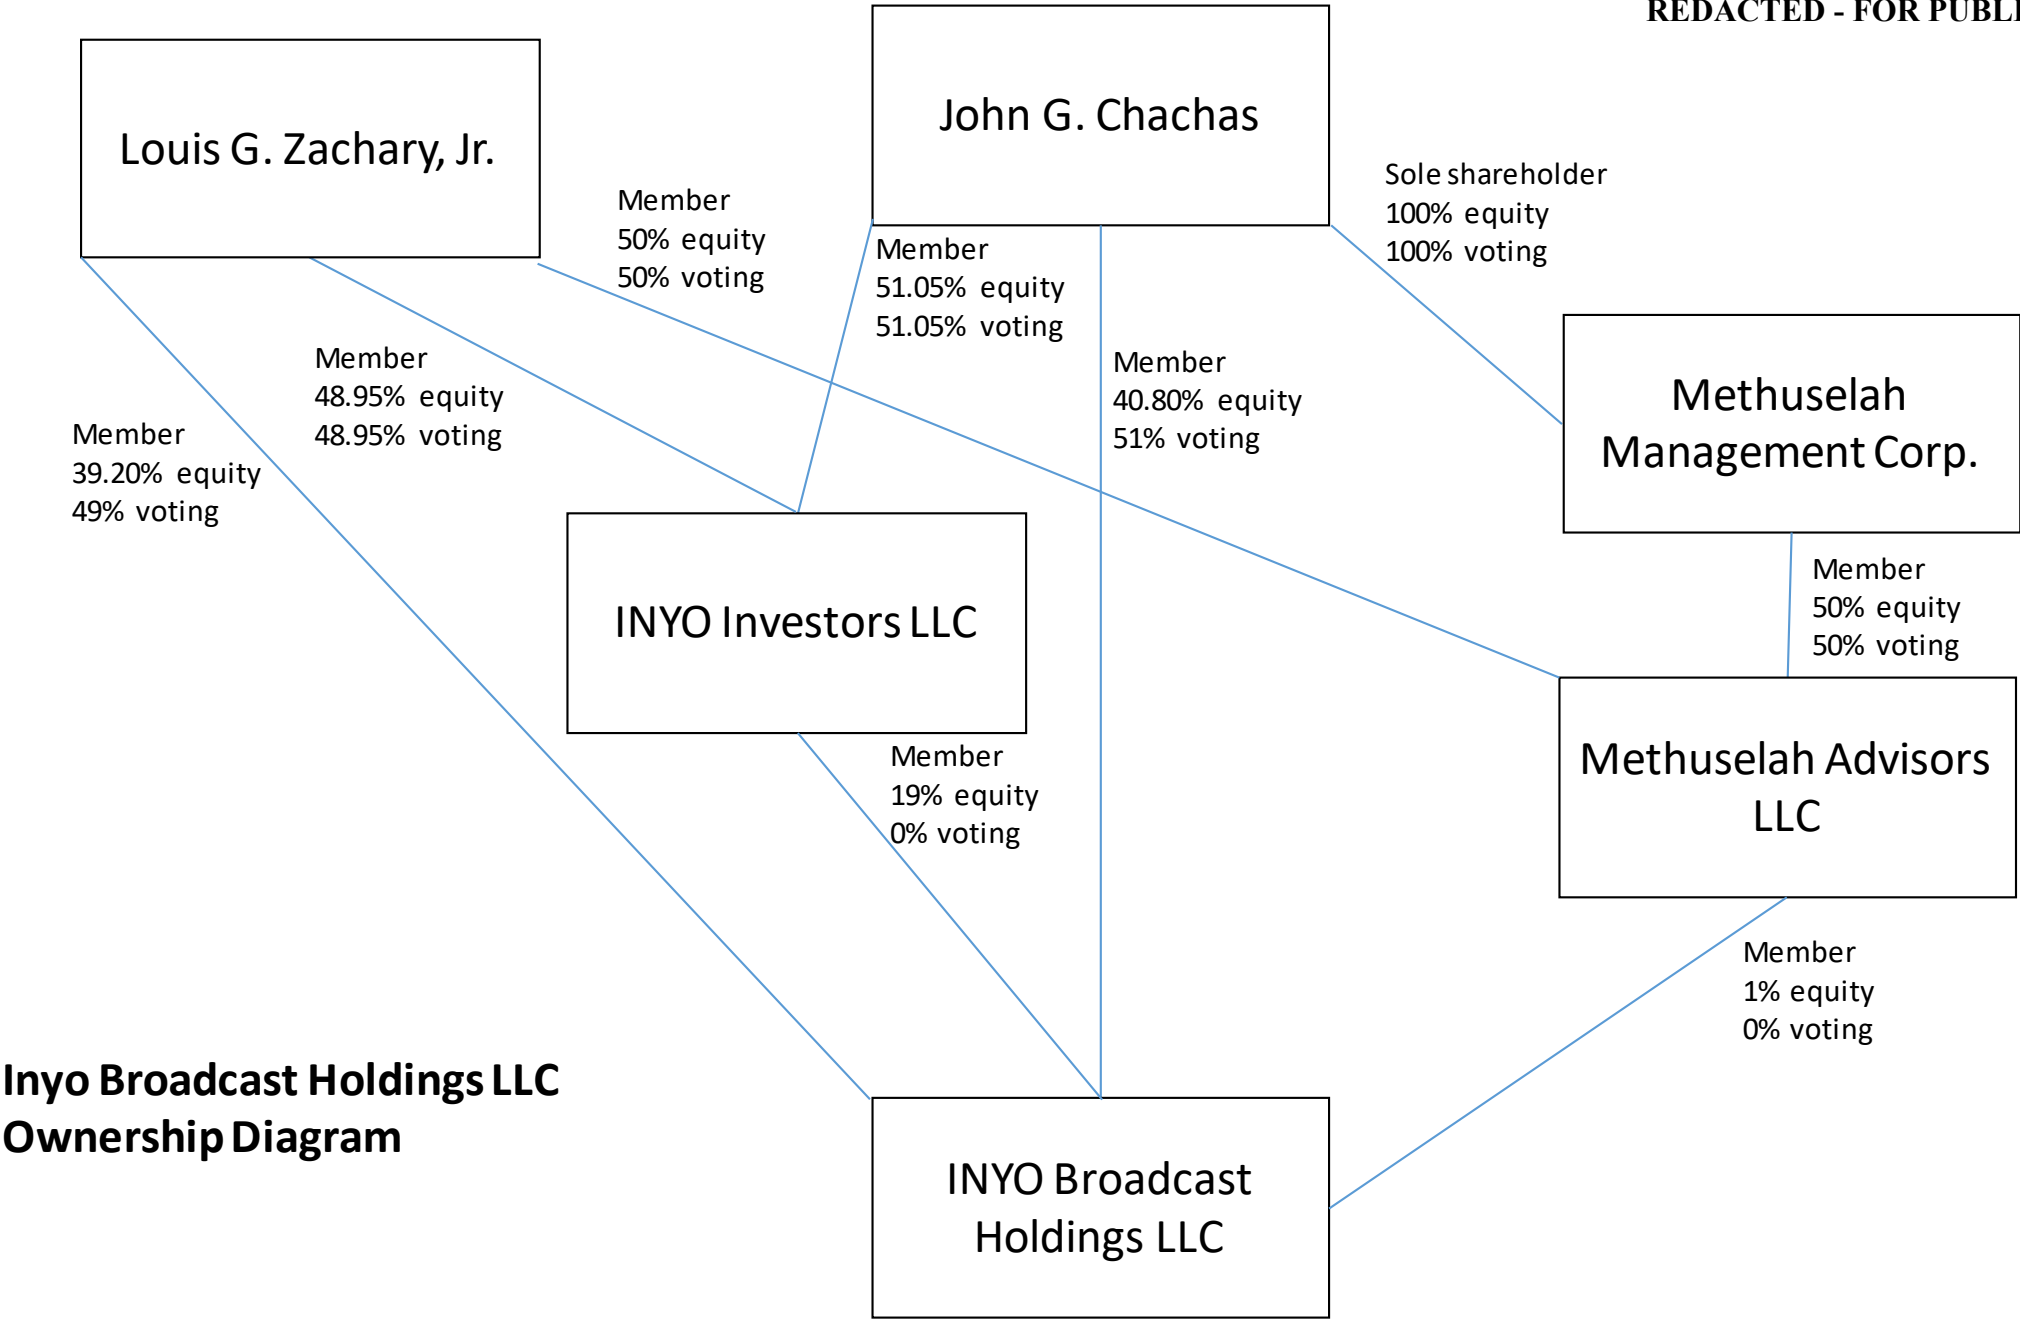 REDACTED - FOR PUBLI
Louis G. Zachary, Jr.
John G. Chachas
Member
50% equity
50% voting
Sole shareholder
100% equity
100% voting
Member
51.05% equity
51.05% voting
Member
48.95% equity
48.95% voting
Member
40.80% equity
51% voting
Methuselah
Management Corp.
Member
39.20% equity
49% voting
INYO Investors LLC
Member
50% equity
50% voting
Methuselah Advisors
LLC
Member
19% equity
0% voting
Member
1% equity
0% voting
Inyo Broadcast Holdings LLC
Ownership Diagram
INYO Broadcast
Holdings LLC